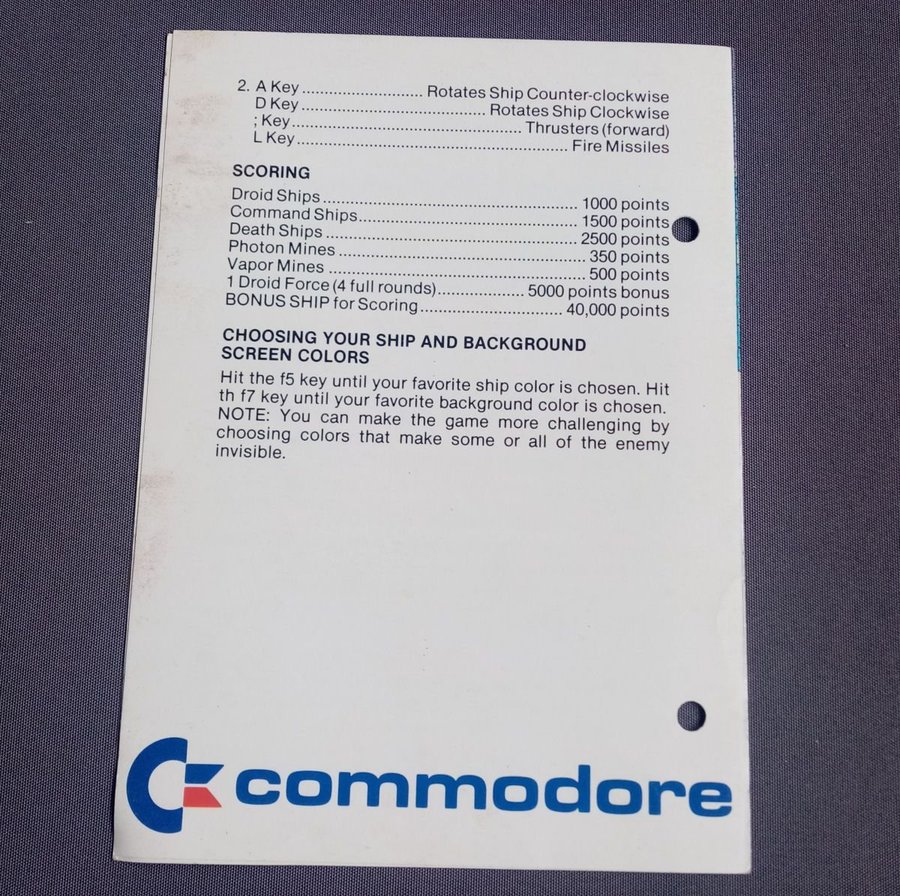 2. A Key ........................ Rotates Ship Counter-clockwise
D Key ..................................... Rotates Ship Clockwise
; Key .............................................. Thrusters (forward)
L Key ...................................................... Fire Missiles
SCORING
Droid Ships ................................................... 1000 points
Command Ships ............................................ 1500 points
Death Ships .................................................. 2500 points
Photon Mines ................................................. 350 points
Vapor Mines ................................................... 500 points
1 Droid Force (4 full rounds) ................. 5000 points bonus
BONUS SHIP for Scoring ............................ 40,000 points
CHOOSING YOUR SHIP AND BACKGROUND
SCREEN COLORS
Hit the f5 key until your favorite ship color is chosen. Hit
th f7 key until your favorite background color is chosen.
NOTE: You can make the game more challenging by
choosing colors that make some or all of the enemy
invisible.
commodore